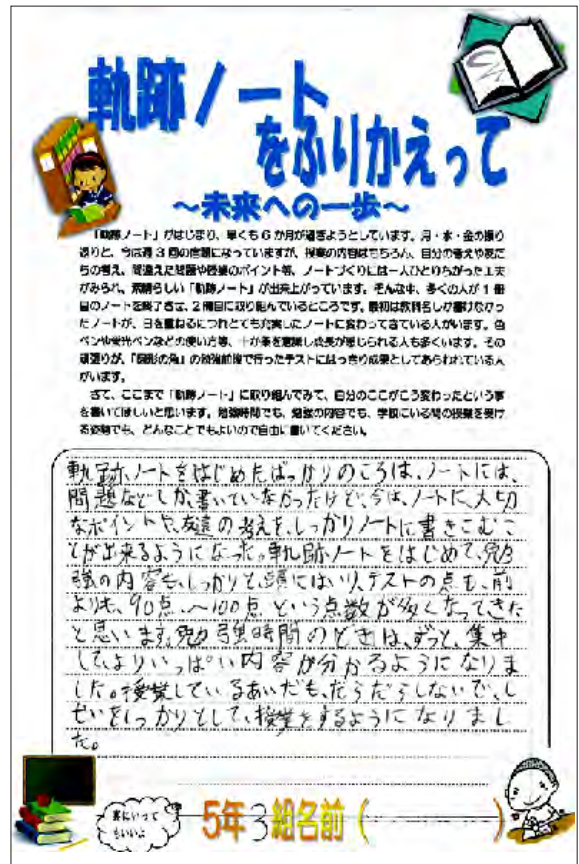 軌跡ノート
をふりかえって
～未来への一歩～
「軌跡ノート」がはじまり、早くも6か月が過ぎようとしています。月・水・金の振り
返りと、今は週3回の宿題になっていますが、授業の内容はもちろん、自分の考えや友だ
ちの考え、間違えた問題や授業のポイント等、ノートづくりには一人ひとりちがった工夫
がみられ、素晴らしい「軌跡ノート」が出来上がっています。そんな中、多くの人が1冊
目のノートを終了させ、2冊目に取り組んでいるところです。最初は教科名しか書けなかっ
たノートが、日を重ねるにつれとても充実したノートに変わってきている人がいます。色
ペンや蛍光ペンなどの使い方等、十か条を意識し成長が感じられる人も多くいます。その
頑張りが、「図形の角」の勉強前後で行ったテストにはっきり成果としてあらわれている人
がいます。
さて、ここまで「軌跡ノート」に取り組んでみて、自分のここがこう変わったという事
を書いてほしいと思います。勉強時間でも、勉強の内容でも、学校にいる間の授業を受け
る姿勢でも、どんなことでもよいので自由に書いてください。
軌跡ノートをはじめたばっかりのころは、ノートには、
問題などしか、書いていなかったけど、今は、ノートに、大切
なポイントや、友達の考えを、しっかりノートに書きこむこ
とが出来るようになった。軌跡ノートをはじめて、勉
強の内容も、しっかりと、頭にはいり、テストの点も、前
よりも、90点、～100点という点数が多くなってきた
と思います。勉強時間のときは、ずっと、集中
して、よりいっぱい内容が分かるようになりま
した。授業しているあいだも、だらだらしないで、し
せいをしっかりとして、授業をするようになりまし
た。
裏にいって
もいいよ
5年3組名前（　　　）